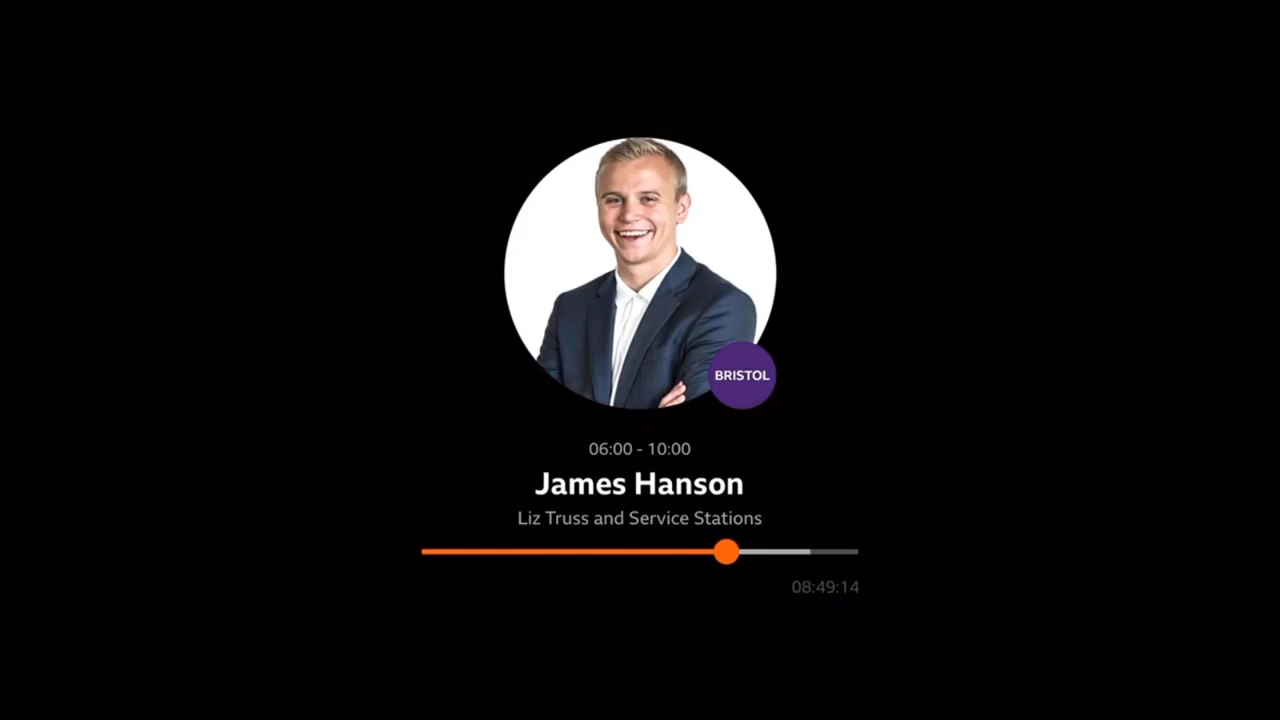 BRISTOL
06:00 - 10:00
James Hanson
Liz Truss and Service Stations
08:49:14